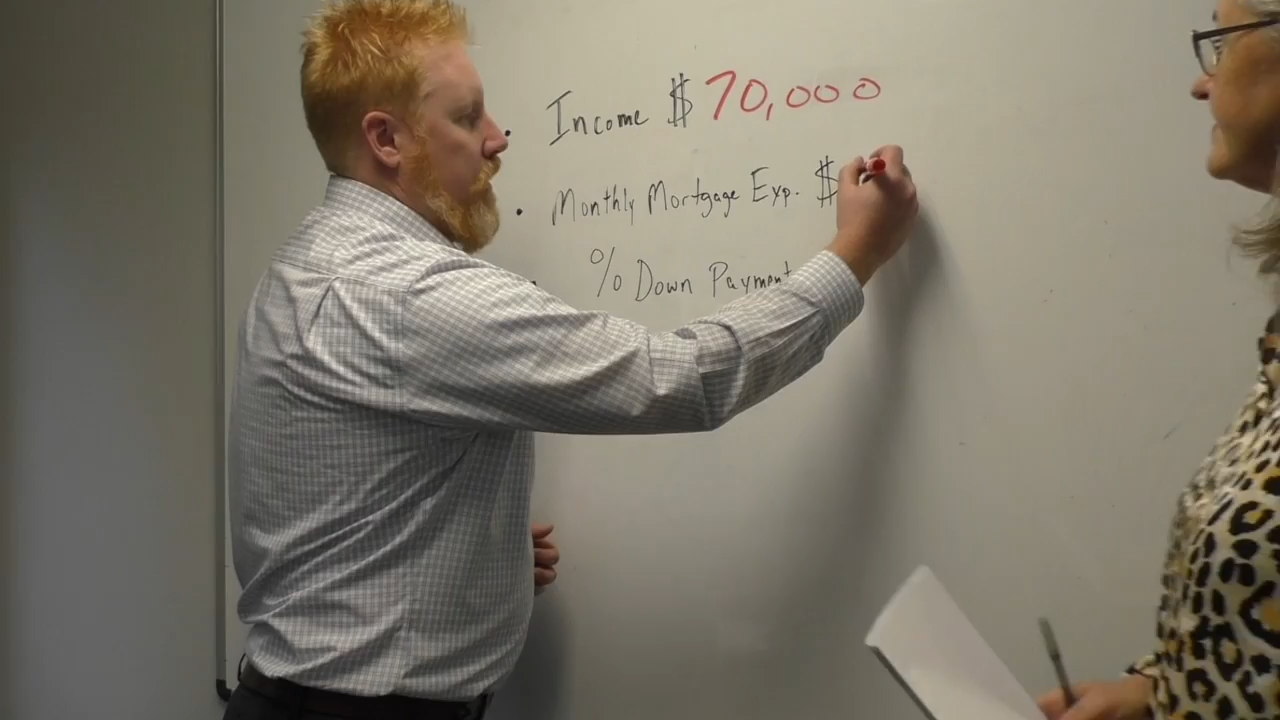 • Income $ 70,000
• Monthly Mortgage Exp. $
• % Down Payment